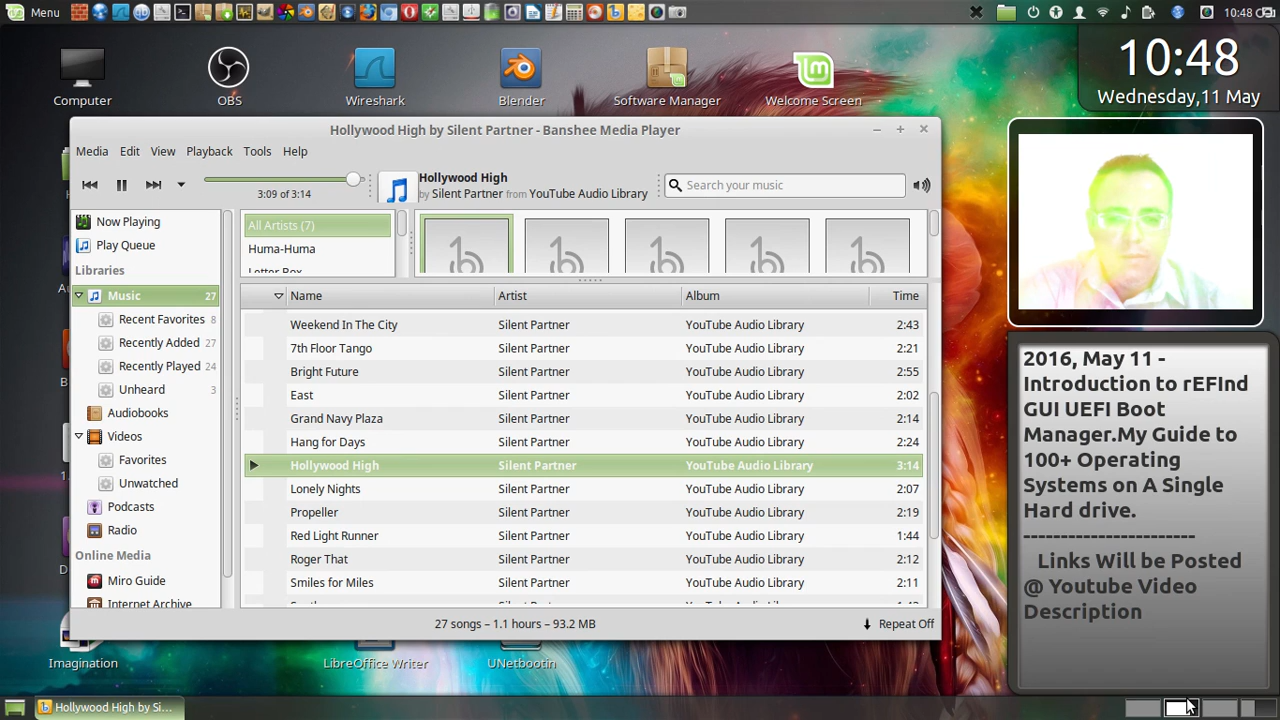 Menu
10:48
Computer
OBS
Wireshark
Blender
Software Manager
Welcome Screen
10:48
Wednesday,11 May
Hollywood High by Silent Partner - Banshee Media Player
Media Edit View Playback Tools Help
3:09 of 3:14
Hollywood High
by Silent Partner from YouTube Audio Library
Search your music
Now Playing
Play Queue
Libraries
Music 27
Recent Favorites 8
Recently Added 27
Recently Played 24
Unheard 3
Audiobooks
Videos
Favorites
Unwatched
Podcasts
Radio
Online Media
Miro Guide
Internet Archive
All Artists (7)
Huma-Huma
Letter Box
Name Artist Album Time
Weekend In The City Silent Partner YouTube Audio Library 2:43
7th Floor Tango Silent Partner YouTube Audio Library 2:21
Bright Future Silent Partner YouTube Audio Library 2:55
East Silent Partner YouTube Audio Library 2:02
Grand Navy Plaza Silent Partner YouTube Audio Library 2:14
Hang for Days Silent Partner YouTube Audio Library 2:24
Hollywood High Silent Partner YouTube Audio Library 3:14
Lonely Nights Silent Partner YouTube Audio Library 2:07
Propeller Silent Partner YouTube Audio Library 2:19
Red Light Runner Silent Partner YouTube Audio Library 1:44
Roger That Silent Partner YouTube Audio Library 2:12
Smiles for Miles Silent Partner YouTube Audio Library 2:11
27 songs – 1.1 hours – 93.2 MB
Repeat Off
2016, May 11 -
Introduction to rEFInd
GUI UEFI Boot
Manager.My Guide to
100+ Operating
Systems on A Single
Hard drive.
-----------------------
Links Will be Posted
@ Youtube Video
Description
Imagination
LibreOffice Writer
UNetbootin
Hollywood High by Si...